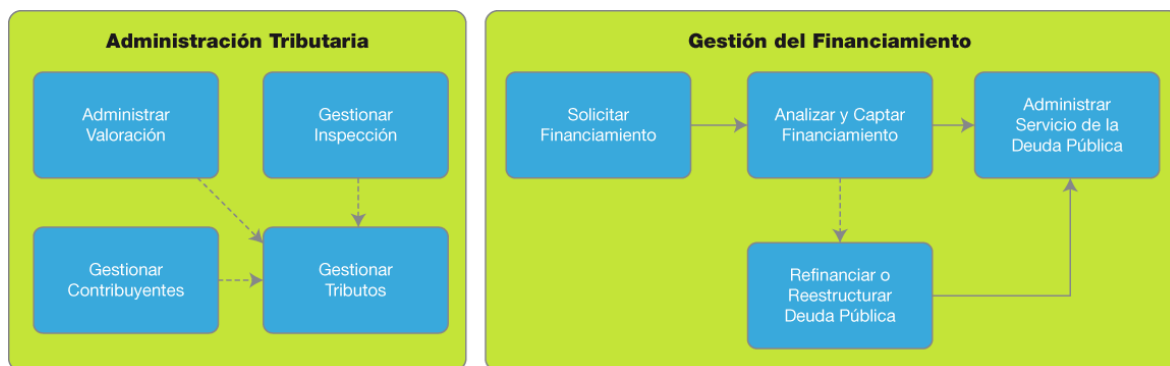 Administración Tributaria
Administrar
Valoración
Gestionar
Inspección
Gestionar
Contribuyentes
Gestionar
Tributos
Gestión del Financiamiento
Solicitar
Financiamiento
Analizar y Captar
Financiamiento
Administrar
Servicio de la
Deuda Pública
Refinanciar o
Reestructurar
Deuda Pública